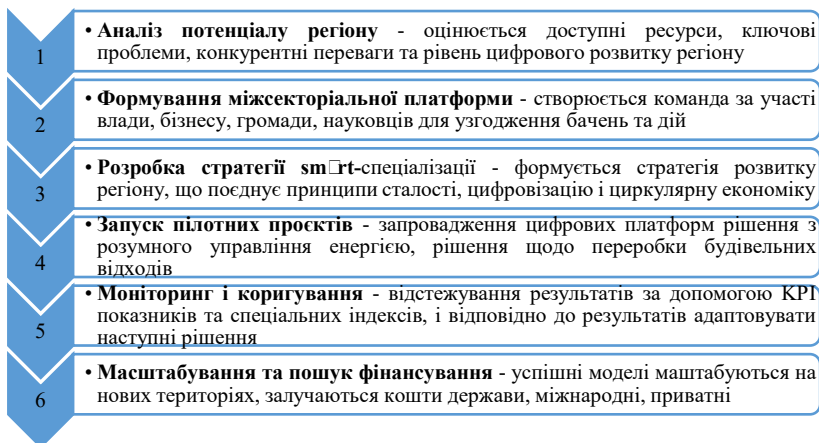 1
• Аналіз потенціалу регіону - оцінюється доступні ресурси, ключові
проблеми, конкурентні переваги та рівень цифрового розвитку регіону
2
• Формування міжсекторіальної платформи - створюється команда за участі
влади, бізнесу, громади, науковців для узгодження бачень та дій
3
• Розробка стратегії sm□rt-спеціалізації - формується стратегія розвитку
регіону, що поєднує принципи сталості, цифровізацію і циркулярну економіку
4
• Запуск пілотних проєктів - запровадження цифрових платформ рішення з
розумного управління енергією, рішення щодо переробки будівельних
відходів
5
• Моніторинг і коригування - відстежування результатів за допомогою KPI
показників та спеціальних індексів, і відповідно до результатів адаптовувати
наступні рішення
6
• Масштабування та пошук фінансування - успішні моделі маштабуються на
нових територіях, залучаються кошти держави, міжнародні, приватні